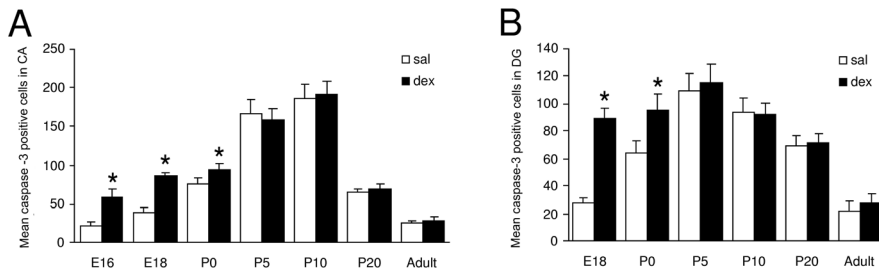 A
Mean caspase -3 positive cells in CA
250
200
150
100
50
0
sal
dex
*
*
*
E16 E18 P0 P5 P10 P20 Adult
B
Mean caspase-3 positive cells in DG
140
120
100
80
60
40
20
0
sal
dex
*
*
E18 P0 P5 P10 P20 Adult